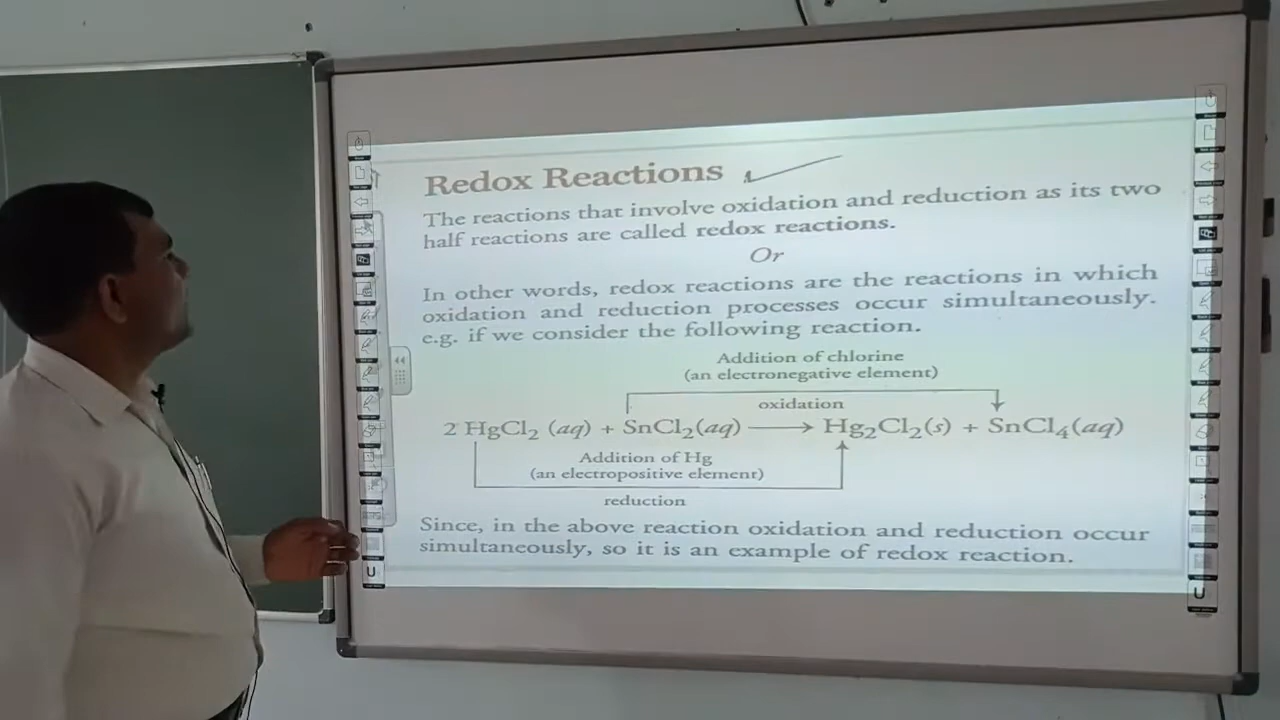 Redox Reactions
The reactions that involve oxidation and reduction as its two
half reactions are called redox reactions.
Or
In other words, redox reactions are the reactions in which
oxidation and reduction processes occur simultaneously.
e.g. if we consider the following reaction.
Addition of chlorine
(an electronegative element)
oxidation
2 HgCl₂ (aq) + SnCl₂(aq) ⟶ Hg₂Cl₂(s) + SnCl₄(aq)
Addition of Hg
(an electropositive element)
reduction
Since, in the above reaction oxidation and reduction occur
simultaneously, so it is an example of redox reaction.